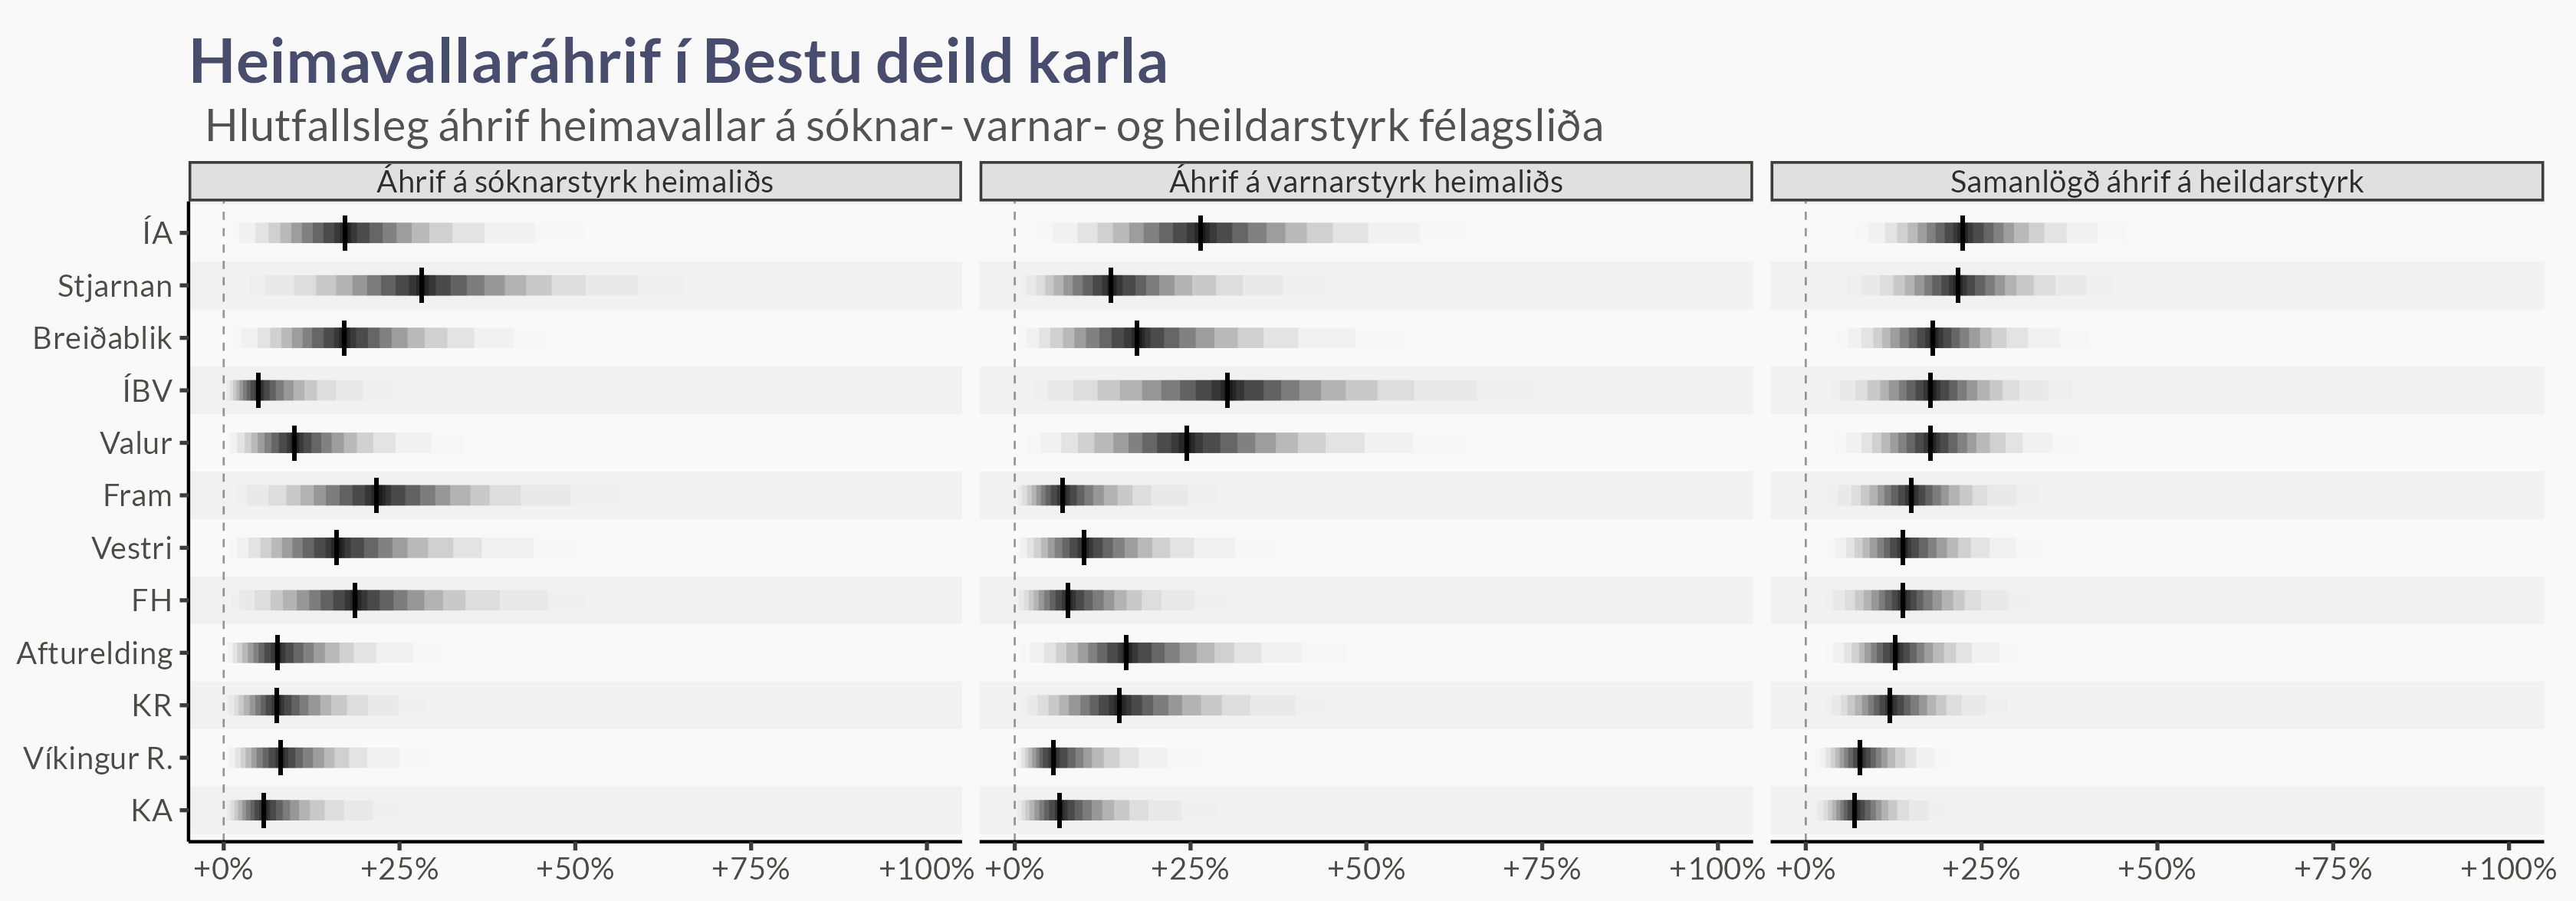 Heimavallaráhrif í Bestu deild karla
Hlutfallsleg áhrif heimavallar á sóknar- varnar- og heildarstyrk félagsliða
Áhrif á sóknarstyrk heimaliðs
Áhrif á varnarstyrk heimaliðs
Samanlögð áhrif á heildarstyrk
ÍA
Stjarnan
Breiðablik
ÍBV
Valur
Fram
Vestri
FH
Afturelding
KR
Víkingur R.
KA
+0% +25% +50% +75% +100%
+0% +25% +50% +75% +100%
+0% +25% +50% +75% +100%